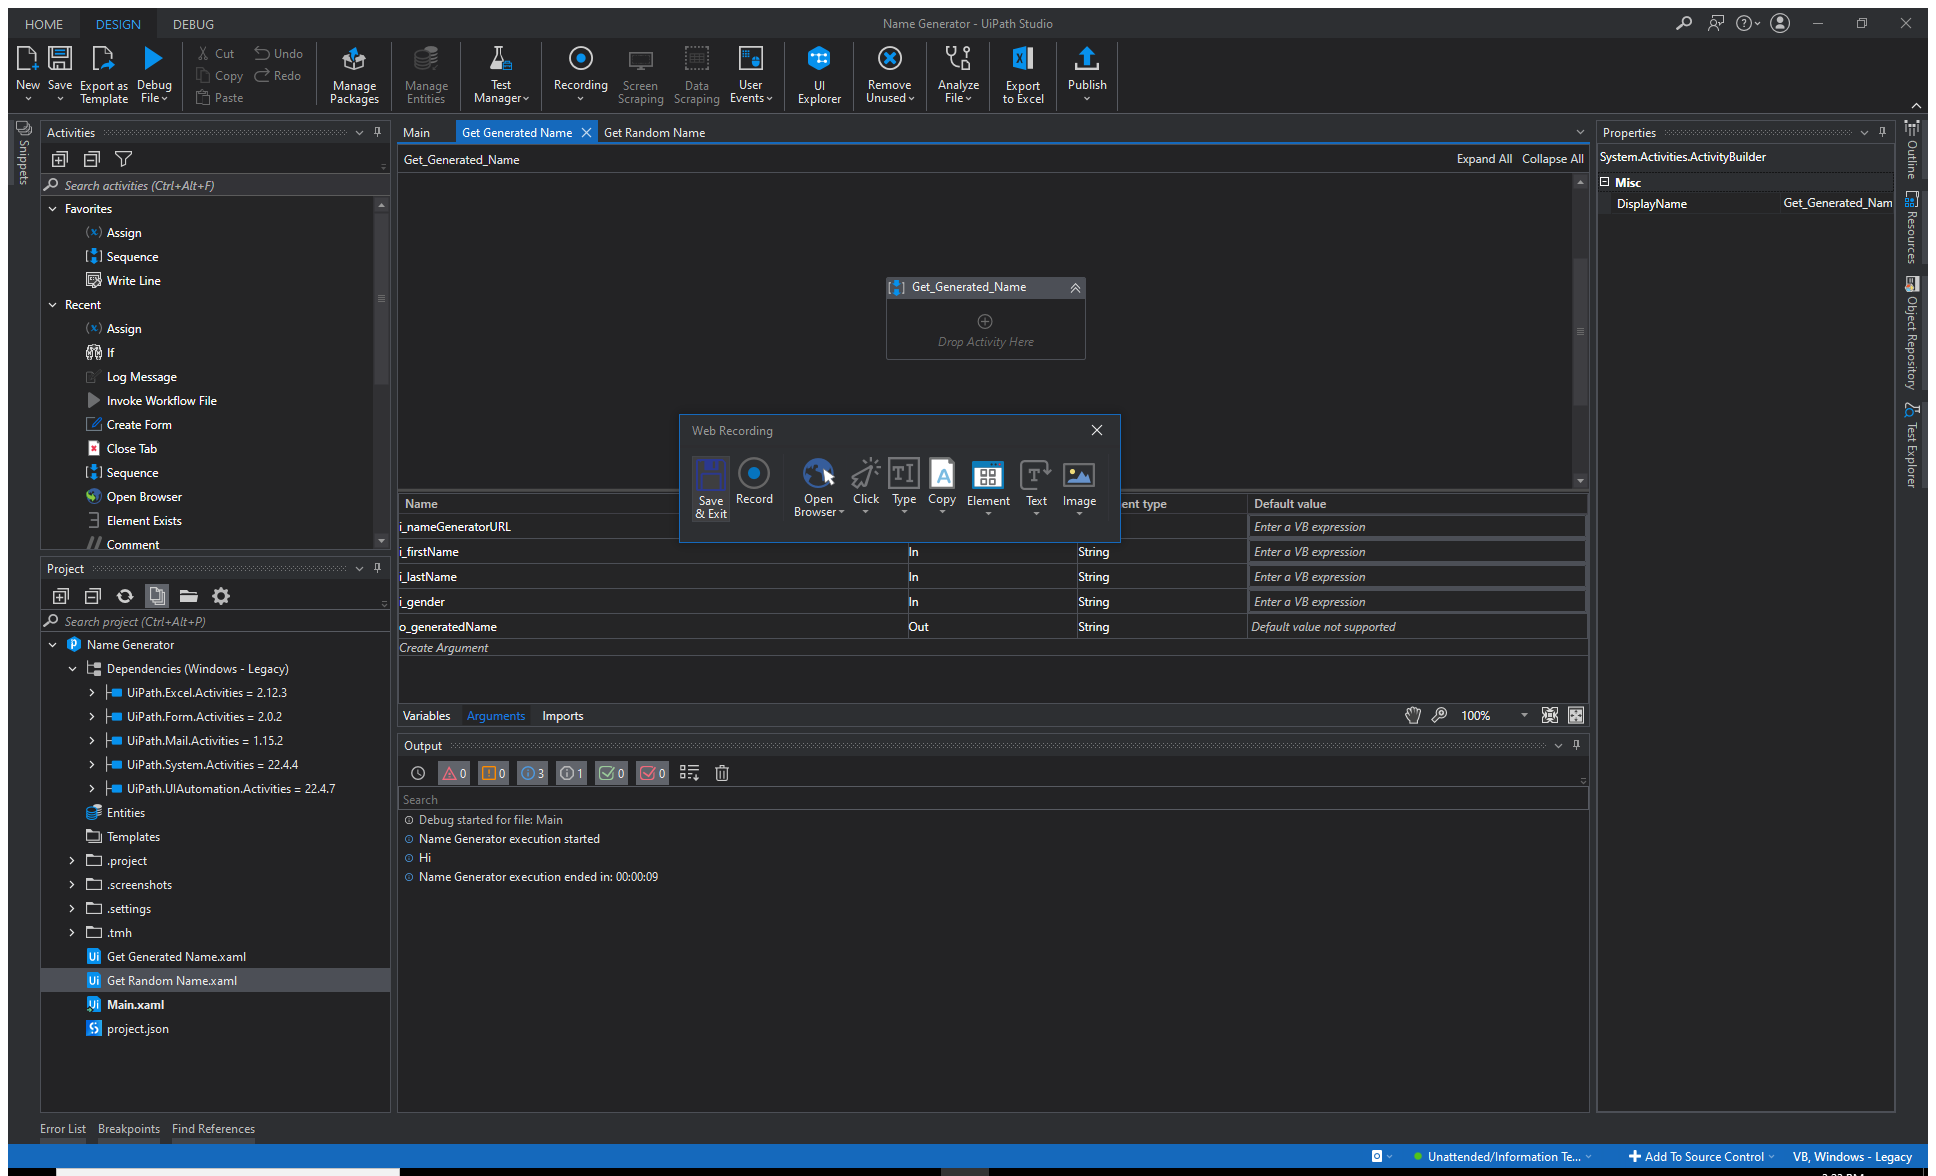 HOME DESIGN DEBUG Name Generator - UiPath Studio
New Save Export as Template Debug File Cut Copy Paste Undo Redo Manage Packages Manage Entities Test Manager Recording Screen Scraping Data Scraping User Events UI Explorer Remove Unused Analyze File Export to Excel Publish
Snippets
Activities
Search activities (Ctrl+Alt+F)
Favorites
Assign
Sequence
Write Line
Recent
Assign
If
Log Message
Invoke Workflow File
Create Form
Close Tab
Sequence
Open Browser
Element Exists
Comment
Project
Search project (Ctrl+Alt+P)
Name Generator
Dependencies (Windows - Legacy)
UiPath.Excel.Activities = 2.12.3
UiPath.Form.Activities = 2.0.2
UiPath.Mail.Activities = 1.15.2
UiPath.System.Activities = 22.4.4
UiPath.UIAutomation.Activities = 22.4.7
Entities
Templates
.project
.screenshots
.settings
.tmh
Get Generated Name.xaml
Get Random Name.xaml
Main.xaml
project.json
Main Get Generated Name Get Random Name
Get_Generated_Name Expand All Collapse All
Get_Generated_Name
Drop Activity Here
Web Recording
Save & Exit Record Open Browser Click Type Copy Element Text Image
Name ent type Default value
i_nameGeneratorURL Enter a VB expression
i_firstName In String Enter a VB expression
i_lastName In String Enter a VB expression
i_gender In String Enter a VB expression
o_generatedName Out String Default value not supported
Create Argument
Variables Arguments Imports 100%
Output
0 0 3 1 0 0
Search
Debug started for file: Main
Name Generator execution started
Hi
Name Generator execution ended in: 00:00:09
Properties
System.Activities.ActivityBuilder
Misc
DisplayName Get_Generated_Nam
Outline
Resources
Object Repository
Test Explorer
Error List Breakpoints Find References
Unattended/Information Te... Add To Source Control VB, Windows - Legacy